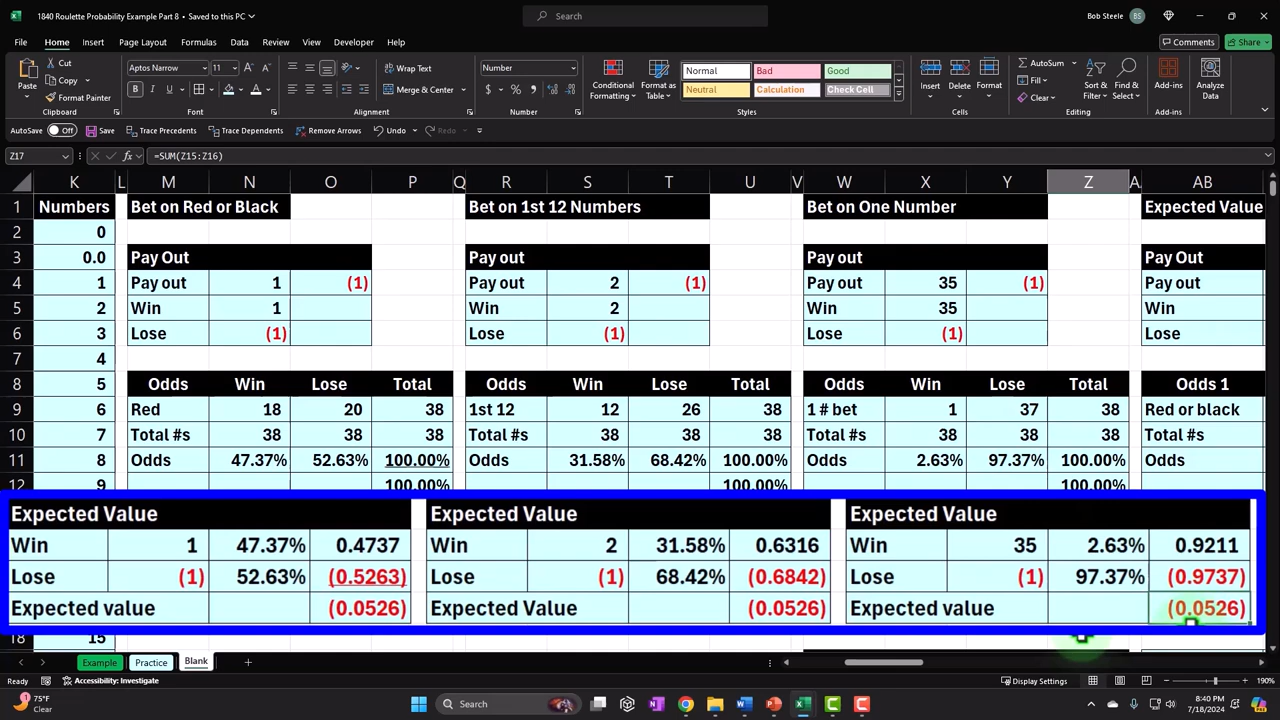 1840 Roulette Probability Example Part 8 • Saved to this PC
Search
Bob Steele BS
File Home Insert Page Layout Formulas Data Review View Developer Help
Comments Share
Cut
Copy
Format Painter
Paste
Clipboard
Aptos Narrow 11
B I U
Font
Wrap Text
Merge & Center
Alignment
Number
Number
Conditional Formatting
Format as Table
Normal Bad Good
Neutral Calculation Check Cell
Styles
Insert Delete Format
Cells
AutoSum
Fill
Clear
Sort & Filter
Find & Select
Editing
Add-ins
Add-ins
Analyze Data
AutoSave Off Save Trace Precedents Trace Dependents Remove Arrows Undo Redo
Z17 fx =SUM(Z15:Z16)
K L M N O P Q R S T U V W X Y Z A AB
1 Numbers Bet on Red or Black Bet on 1st 12 Numbers Bet on One Number Expected Value
2 0
3 0.0 Pay Out Pay out Pay out Pay Out
4 1 Pay out 1 (1) Pay out 2 (1) Pay out 35 (1) Pay out
5 2 Win 1 Win 2 Win 35 Win
6 3 Lose (1) Lose (1) Lose (1) Lose
7 4
8 5 Odds Win Lose Total Odds Win Lose Total Odds Win Lose Total Odds 1
9 6 Red 18 20 38 1st 12 12 26 38 1 # bet 1 37 38 Red or black
10 7 Total #s 38 38 38 Total #s 38 38 38 Total #s 38 38 38 Total #s
11 8 Odds 47.37% 52.63% 100.00% Odds 31.58% 68.42% 100.00% Odds 2.63% 97.37% 100.00% Odds
12 9 100.00% 100.00% 100.00%
Expected Value Expected Value Expected Value
Win 1 47.37% 0.4737 Win 2 31.58% 0.6316 Win 35 2.63% 0.9211
Lose (1) 52.63% (0.5263) Lose (1) 68.42% (0.6842) Lose (1) 97.37% (0.9737)
Expected value (0.0526) Expected Value (0.0526) Expected value (0.0526)
18 15
Example Practice Blank
Ready Accessibility: Investigate Display Settings 190%
75°F
Clear
Search
8:40 PM
7/18/2024